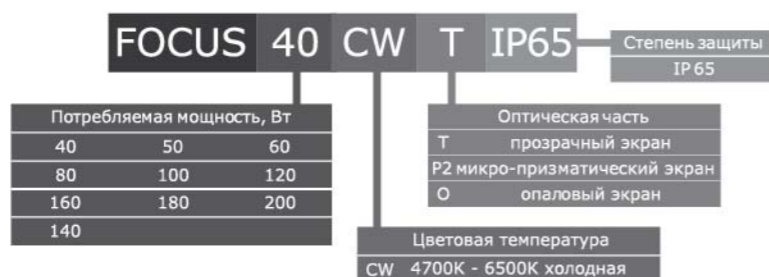 FOCUS 40 CW T IP65
Степень защиты
IP 65
Потребляемая мощность, Вт
40 50 60
80 100 120
160 180 200
140
Оптическая часть
T прозрачный экран
P2 микро-призматический экран
O опаловый экран
Цветовая температура
CW 4700K - 6500K холодная